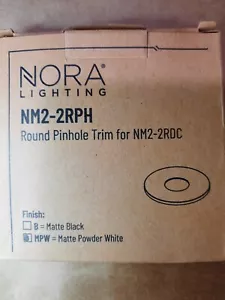 NORA®
LIGHTING
NM2-2RPH
Round Pinhole Trim for NM2-2RDC
Finish:
B = Matte Black
MPW = Matte Powder White